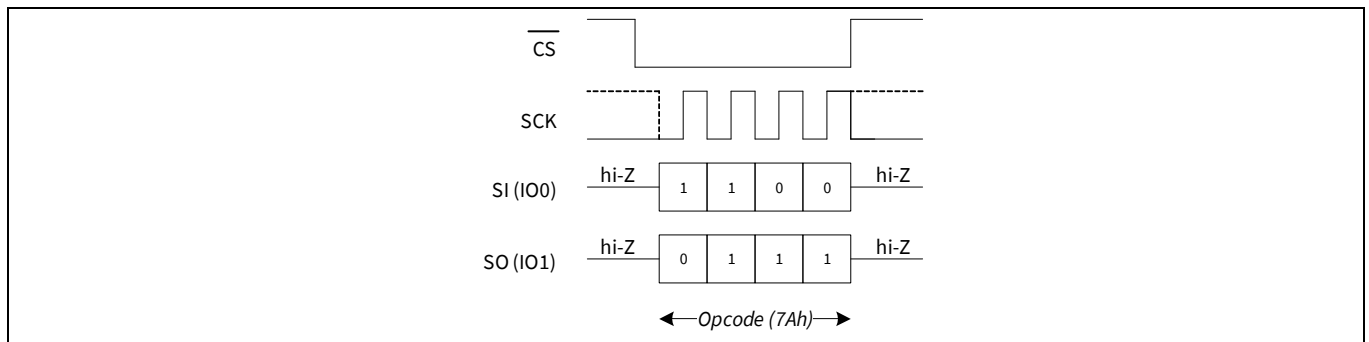 CS
SCK
hi-Z 1 1 0 0 hi-Z
SI (IO0)
hi-Z 0 1 1 1 hi-Z
SO (IO1)
Opcode (7Ah)